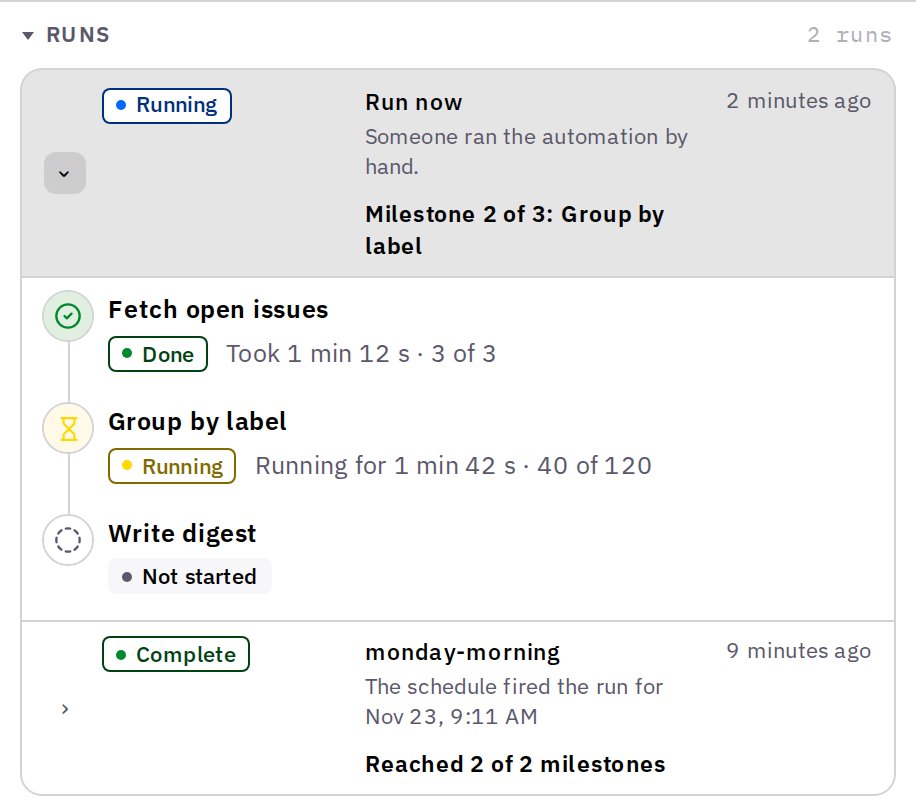 RUNS
2 runs
Running
Run now
2 minutes ago
Someone ran the automation by
hand.
Milestone 2 of 3: Group by
label
Fetch open issues
Done
Took 1 min 12 s · 3 of 3
Group by label
Running
Running for 1 min 42 s · 40 of 120
Write digest
Not started
Complete
monday-morning
9 minutes ago
The schedule fired the run for
Nov 23, 9:11 AM
Reached 2 of 2 milestones